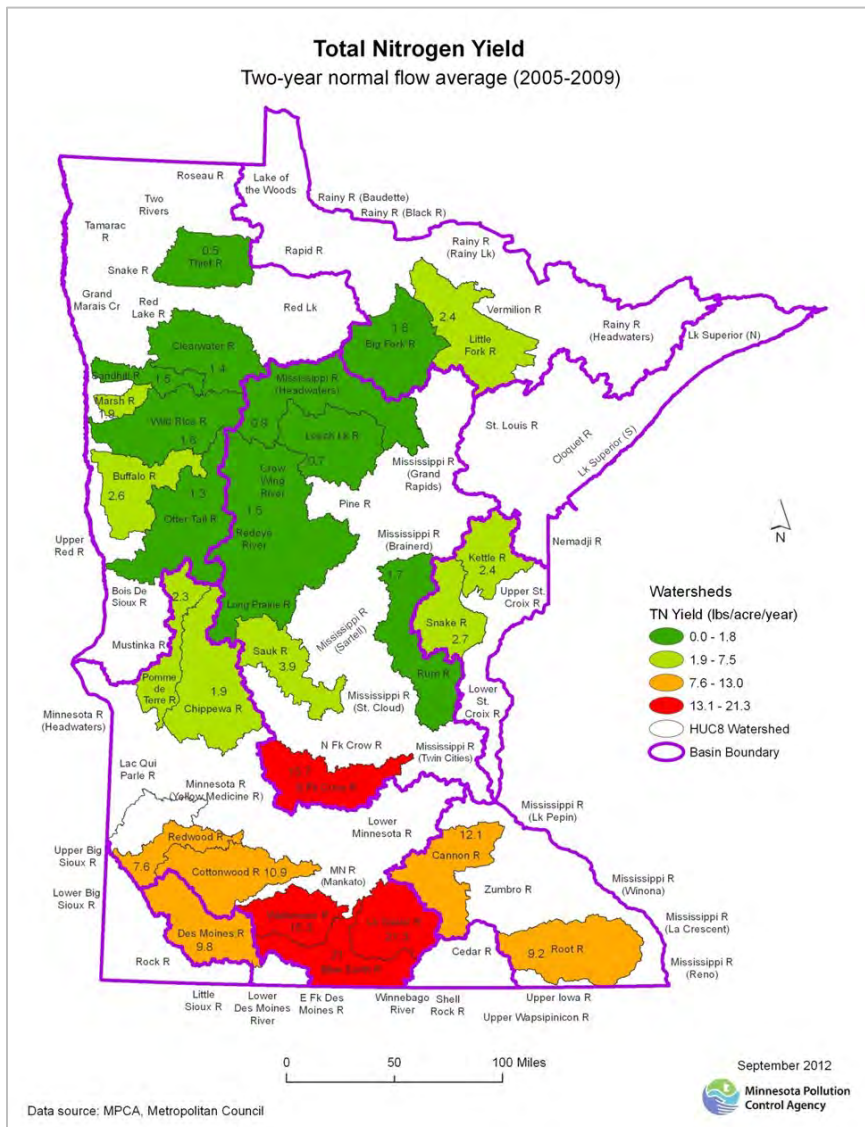 Total Nitrogen Yield
Two-year normal flow average (2005-2009)
Roseau R
Lake of
the Woods
Two
Rivers
Rainy R (Baudette)
Rainy R (Black R)
Tamarac
R
0.5
Thief R
Rapid R
Rainy R
(Rainy Lk)
Snake R
Grand
Marais Cr
Red
Lake R
Red Lk
Vermilion R
2.4
Little
Fork R
Rainy R
(Headwaters)
Lk Superior (N)
1.8
Big Fork R
Clearwater R
1.4
Sandhill R
1.5
Mississippi R
(Headwaters)
Marsh R
1.9
Wild Rice R
1.6
0.9
Leech Lk R
0.7
St. Louis R
Cloquet R
Lk Superior (S)
Mississippi R
(Grand
Rapids)
Buffalo R
2.6
1.3
Otter Tail R
Crow
Wing
River
1.5
Redeye
River
Pine R
Upper
Red R
Mississippi R
(Brainerd)
Nemadji R
N
Kettle R
2.4
Bois De
Sioux R
2.3
Long Prairie R
1.7
Upper St.
Croix R
Mustinka R
Mississippi R
(Sartell)
Snake R
2.7
Sauk R
3.9
Rum R
Pomme
de
Terre R
1.9
Chippewa R
Lower
St.
Croix R
Mississippi R
(St. Cloud)
Minnesota R
(Headwaters)
N Fk Crow R
Mississippi R
(Twin Cities)
Lac Qui
Parle R
Minnesota R
(Yellow Medicine R)
Lower
Minnesota R
Mississippi R
(Lk Pepin)
Redwood R
7.6
Upper Big
Sioux R
Cottonwood R 10.9
MN R
(Mankato)
12.1
Cannon R
Zumbro R
Mississippi R
(Winona)
Lower Big
Sioux R
Des Moines R
9.8
Mississippi R
(La Crescent)
Rock R
Cedar R
9.2
Root R
Mississippi R
(Reno)
Little
Sioux R
Lower
Des Moines
River
E Fk Des
Moines R
Winnebago
River
Shell
Rock R
Upper Iowa R
Upper Wapsipinicon R
Watersheds
TN Yield (lbs/acre/year)
0.0 - 1.8
1.9 - 7.5
7.6 - 13.0
13.1 - 21.3
HUC8 Watershed
Basin Boundary
0 50 100 Miles
September 2012
Minnesota Pollution
Control Agency
Data source: MPCA, Metropolitan Council